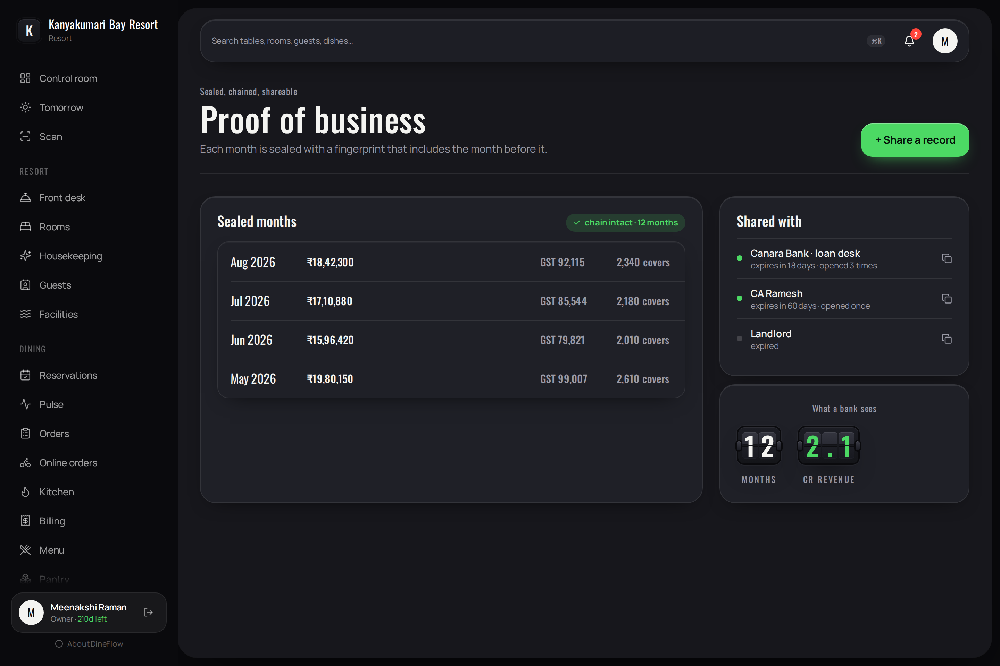 K
Kanyakumari Bay Resort
Resort
Control room
Tomorrow
Scan
RESORT
Front desk
Rooms
Housekeeping
Guests
Facilities
DINING
Reservations
Pulse
Orders
Online orders
Kitchen
Billing
Menu
Pantry
M
Meenakshi Raman
Owner · 210d left
About DineFlow
Search tables, rooms, guests, dishes...
⌘K
2
M
Sealed, chained, shareable
Proof of business
Each month is sealed with a fingerprint that includes the month before it.
+ Share a record
Sealed months
chain intact · 12 months
Aug 2026 ₹18,42,300 GST 92,115 2,340 covers
Jul 2026 ₹17,10,880 GST 85,544 2,180 covers
Jun 2026 ₹15,96,420 GST 79,821 2,010 covers
May 2026 ₹19,80,150 GST 99,007 2,610 covers
Shared with
Canara Bank · loan desk
expires in 18 days · opened 3 times
CA Ramesh
expires in 60 days · opened once
Landlord
expired
What a bank sees
12 2.1
MONTHS CR REVENUE